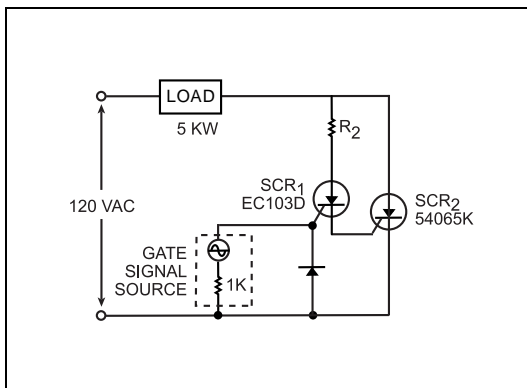 LOAD
5 KW
R2
SCR1
EC103D
SCR2
54065K
120 VAC
GATE
SIGNAL
SOURCE
1K